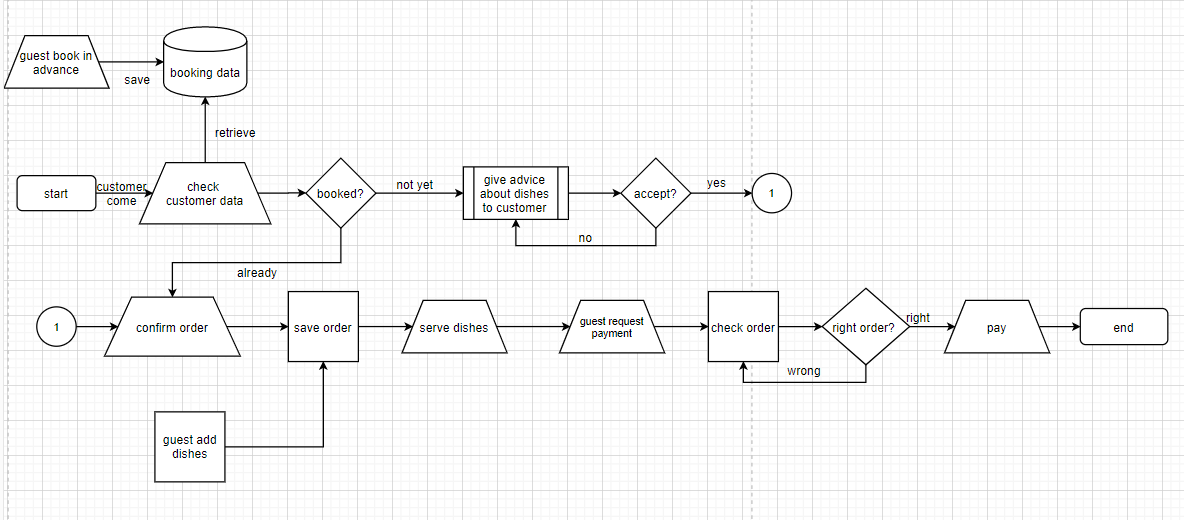 guest book in
advance
save
booking data
retrieve
start
customer
come
check
customer data
booked?
not yet
give advice
about dishes
to customer
accept?
yes
1
no
already
1
confirm order
save order
serve dishes
guest request
payment
check order
right order?
right
pay
end
wrong
guest add
dishes